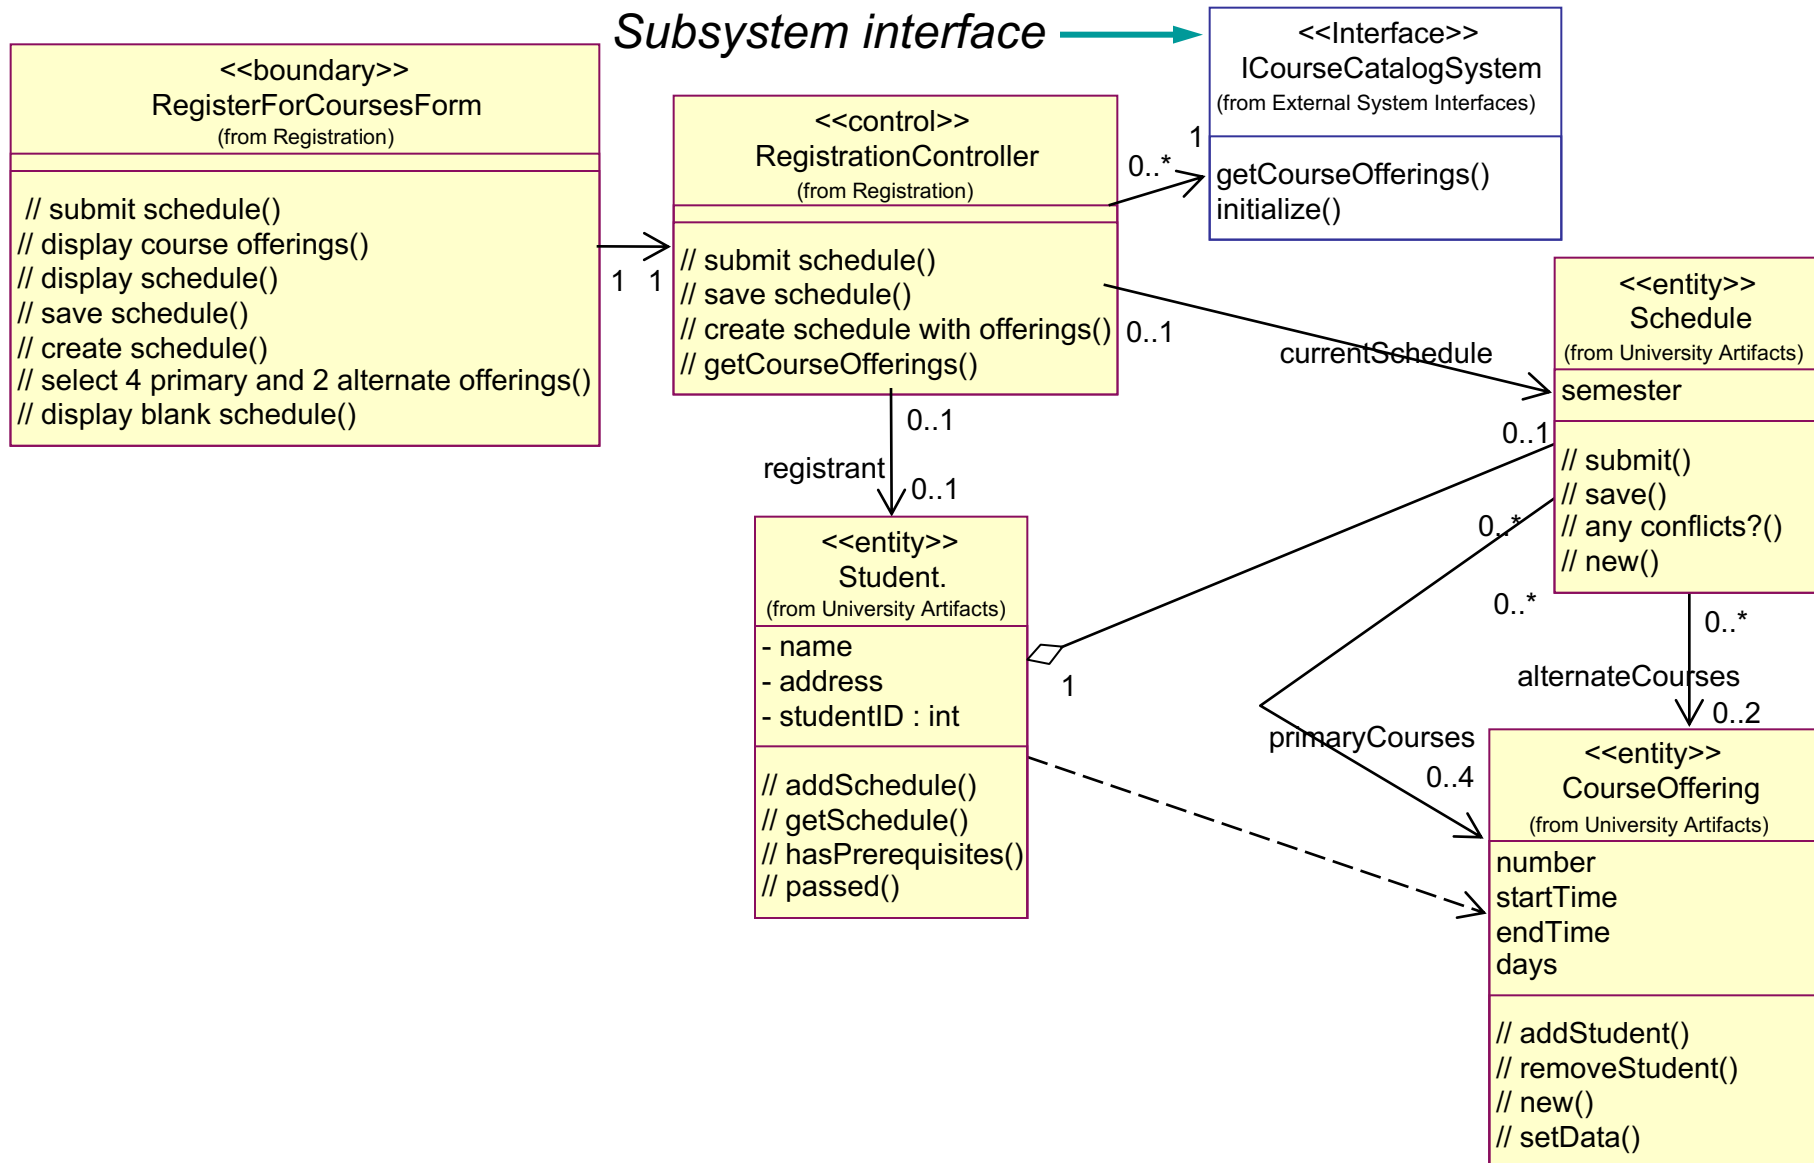 Subsystem interface
<<boundary>>
RegisterForCoursesForm
(from Registration)
// submit schedule()
// display course offerings()
// display schedule()
// save schedule()
// create schedule()
// select 4 primary and 2 alternate offerings()
// display blank schedule()
1 1
<<control>>
RegistrationController
(from Registration)
// submit schedule()
// save schedule()
// create schedule with offerings()
// getCourseOfferings()
0..*
1
<<Interface>>
ICourseCatalogSystem
(from External System Interfaces)
getCourseOfferings()
initialize()
0..1
currentSchedule
<<entity>>
Schedule
(from University Artifacts)
semester
// submit()
// save()
// any conflicts?()
// new()
0..1
registrant
0..1
0..1
0..*
0..*
0..*
<<entity>>
Student.
(from University Artifacts)
- name
- address
- studentID : int
// addSchedule()
// getSchedule()
// hasPrerequisites()
// passed()
1
alternateCourses
0..2
primaryCourses
0..4
<<entity>>
CourseOffering
(from University Artifacts)
number
startTime
endTime
days
// addStudent()
// removeStudent()
// new()
// setData()